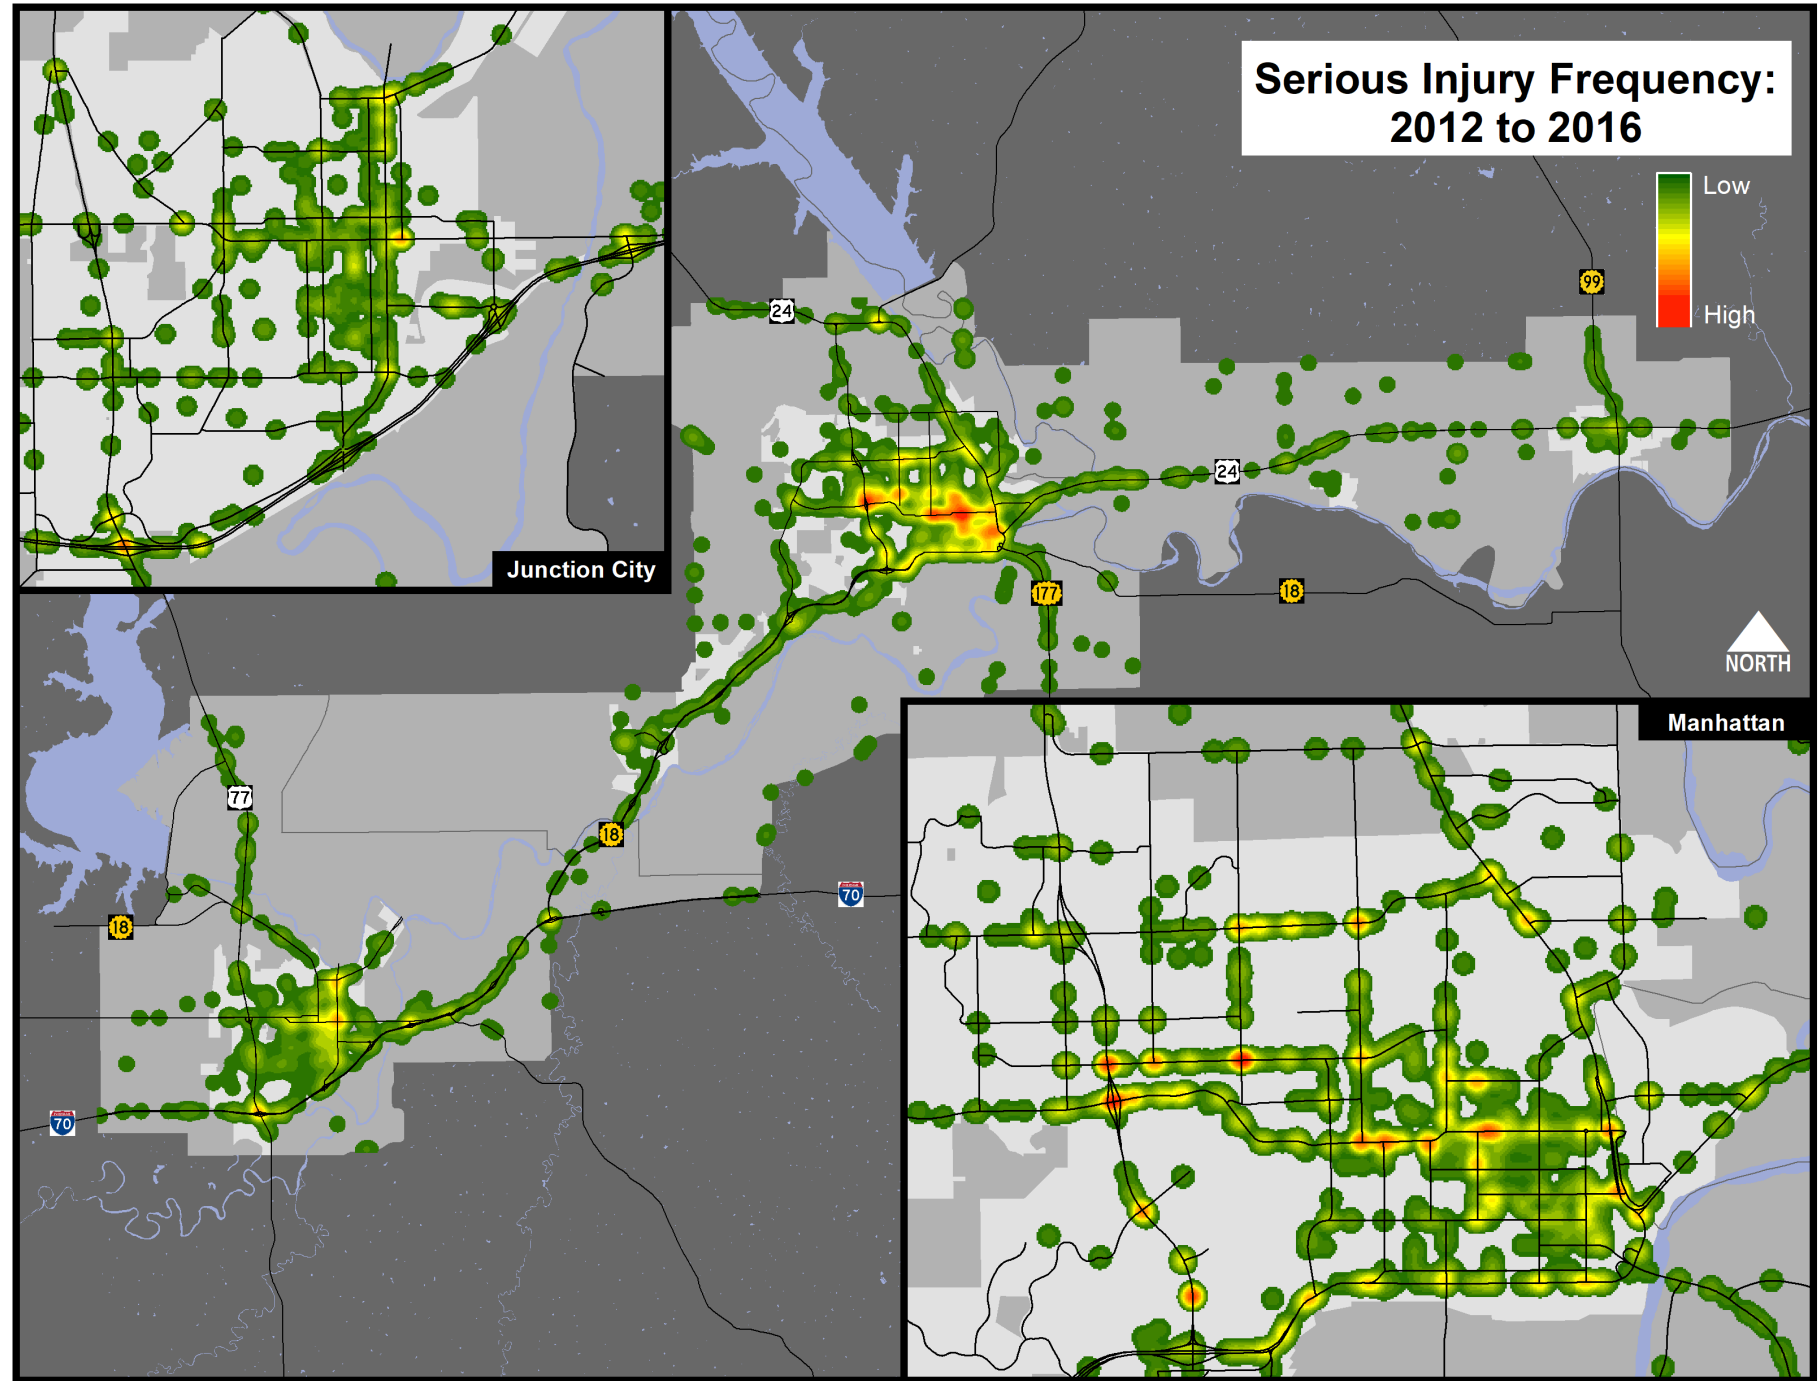 Serious Injury Frequency:
2012 to 2016
Low
High
99
24
24
Junction City
177
18
NORTH
Manhattan
77
18
70
18
70